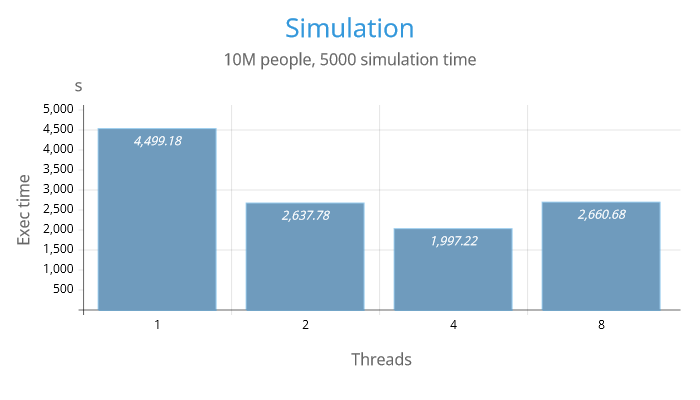 Simulation
10M people, 5000 simulation time
s
Exec time
5,000
4,500
4,000
3,500
3,000
2,500
2,000
1,500
1,000
500
4,499.18
2,637.78
1,997.22
2,660.68
1 2 4 8
Threads